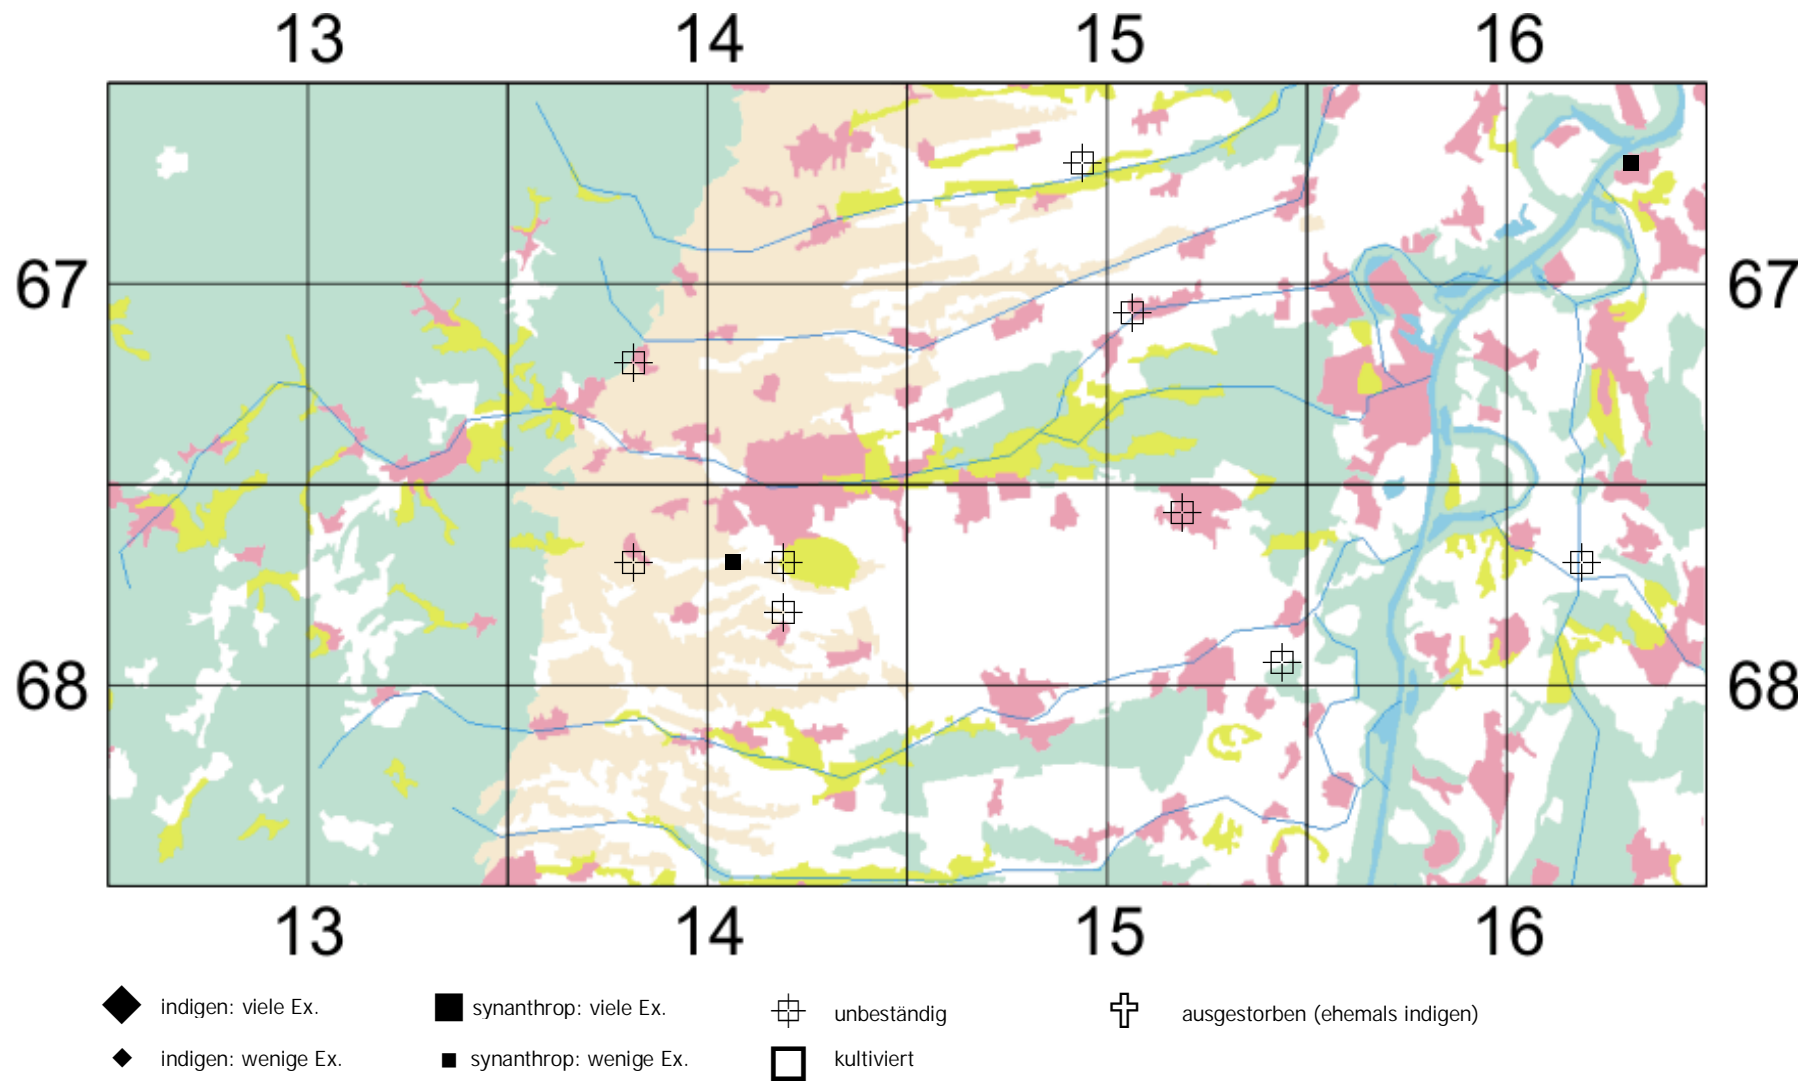 13 14 15 16
67 67
68 68
13 14 15 16
indigen: viele Ex. synanthrop: viele Ex. unbeständig ausgestorben (ehemals indigen)
indigen: wenige Ex. synanthrop: wenige Ex. kultiviert